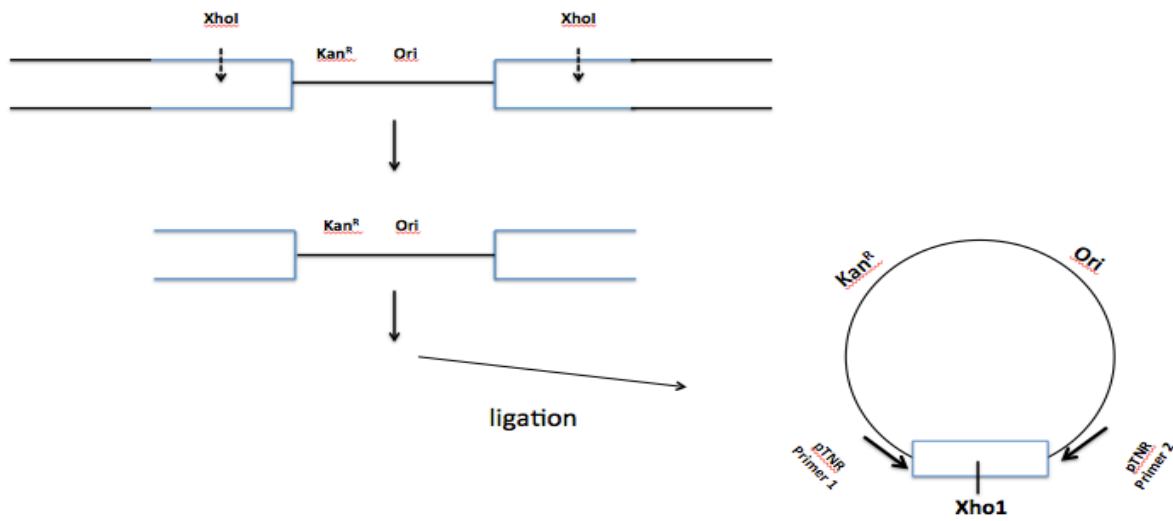 XhoI
XhoI
Kanᴿ Ori
Kanᴿ Ori
Kanᴿ
Ori
ligation
pTNR
Primer 1
pTNR
Primer 2
Xho1